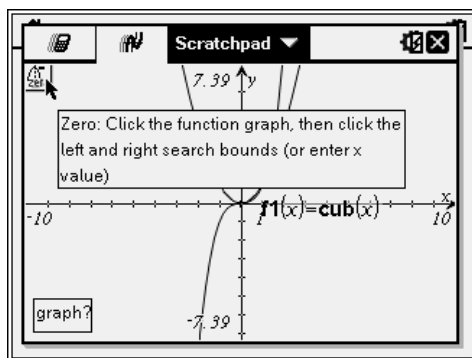 Scratchpad
zero
7.39 y
Zero: Click the function graph, then click the
left and right search bounds (or enter x
value)
x
-10 1 f1(x)=cub(x) 10
graph?
-7.39